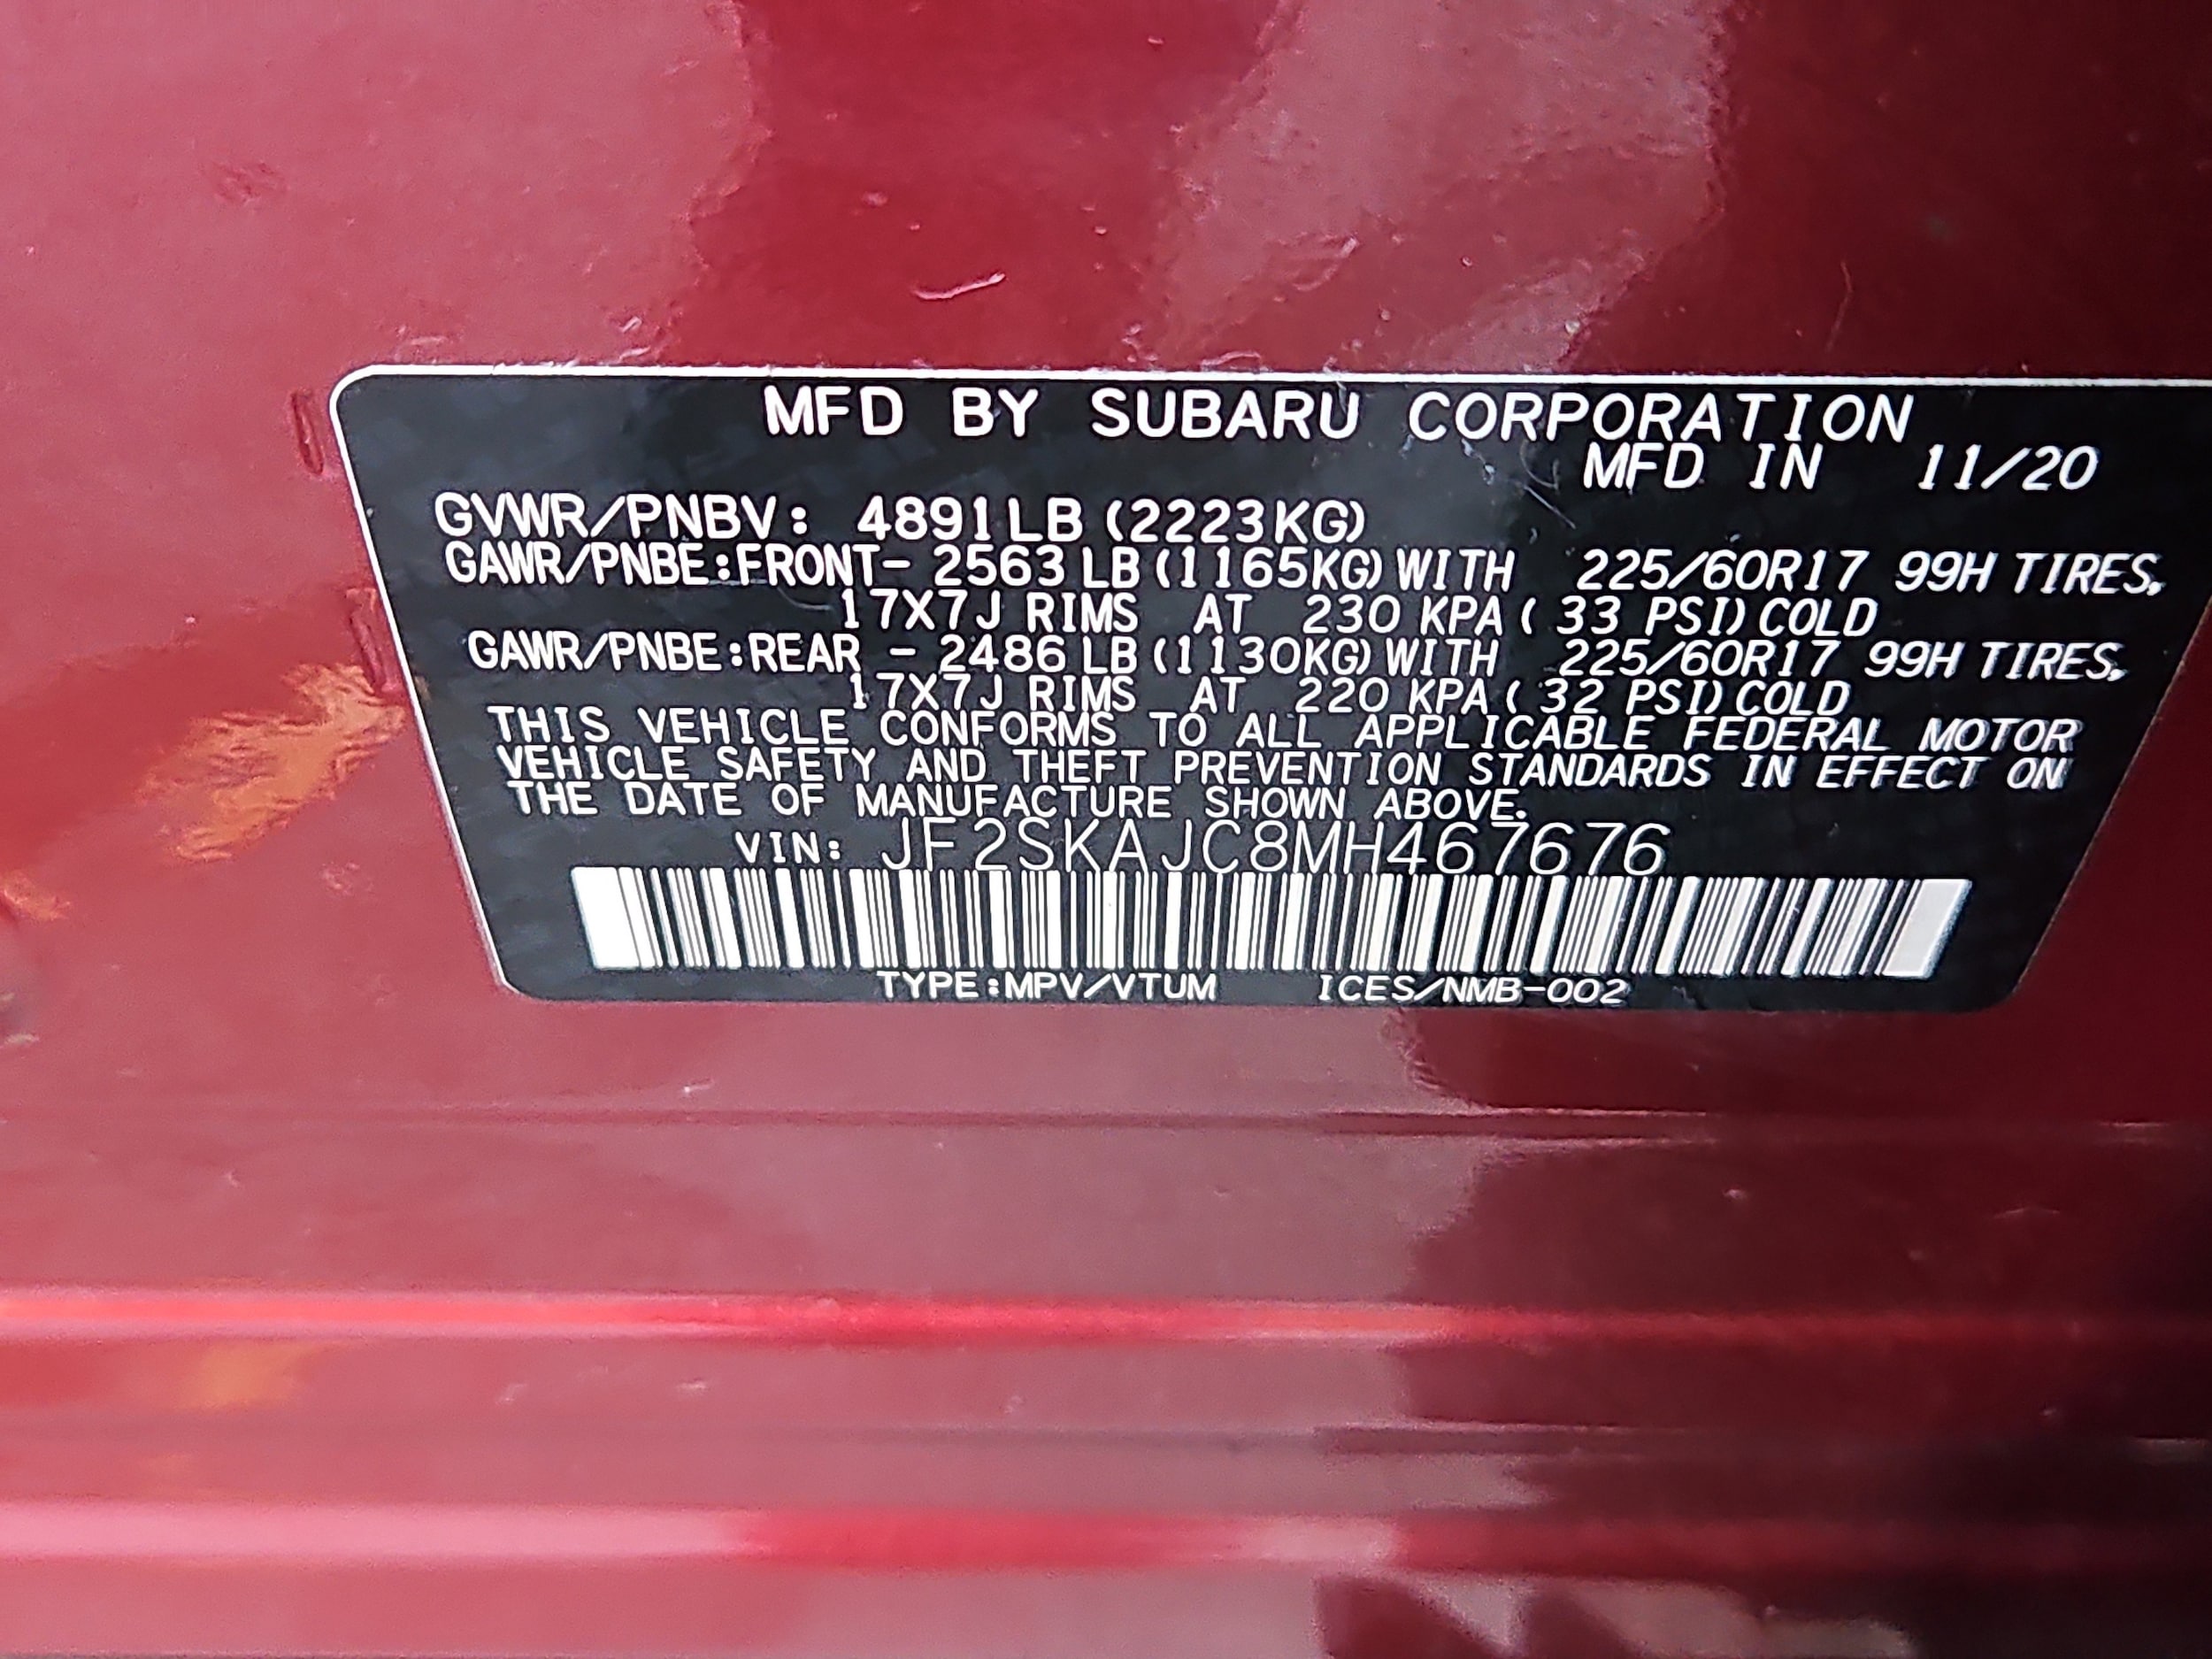 MFD BY SUBARU CORPORATION
MFD IN 11/20
GVWR/PNBV: 4891LB (2223KG)
GAWR/PNBE:FRONT- 2563 LB (1165KG) WITH 225/60R17 99H TIRES,
17X7J RIMS AT 230 KPA ( 33 PSI) COLD
GAWR/PNBE:REAR - 2486 LB (1130KG) WITH 225/60R17 99H TIRES,
17X7J RIMS AT 220 KPA ( 32 PSI) COLD
THIS VEHICLE CONFORMS TO ALL APPLICABLE FEDERAL MOTOR
VEHICLE SAFETY AND THEFT PREVENTION STANDARDS IN EFFECT ON
THE DATE OF MANUFACTURE SHOWN ABOVE.
VIN: JF2SKAJC8MH467676
TYPE:MPV/VTUM ICES/NMB-002